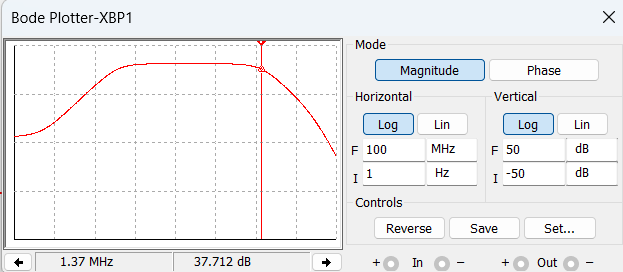 Bode Plotter-XBP1
Mode
Magnitude Phase
Horizontal Vertical
Log Lin Log Lin
F 100 MHz F 50 dB
I 1 Hz I -50 dB
Controls
Reverse Save Set...
1.37 MHz 37.712 dB
+ In − + Out −